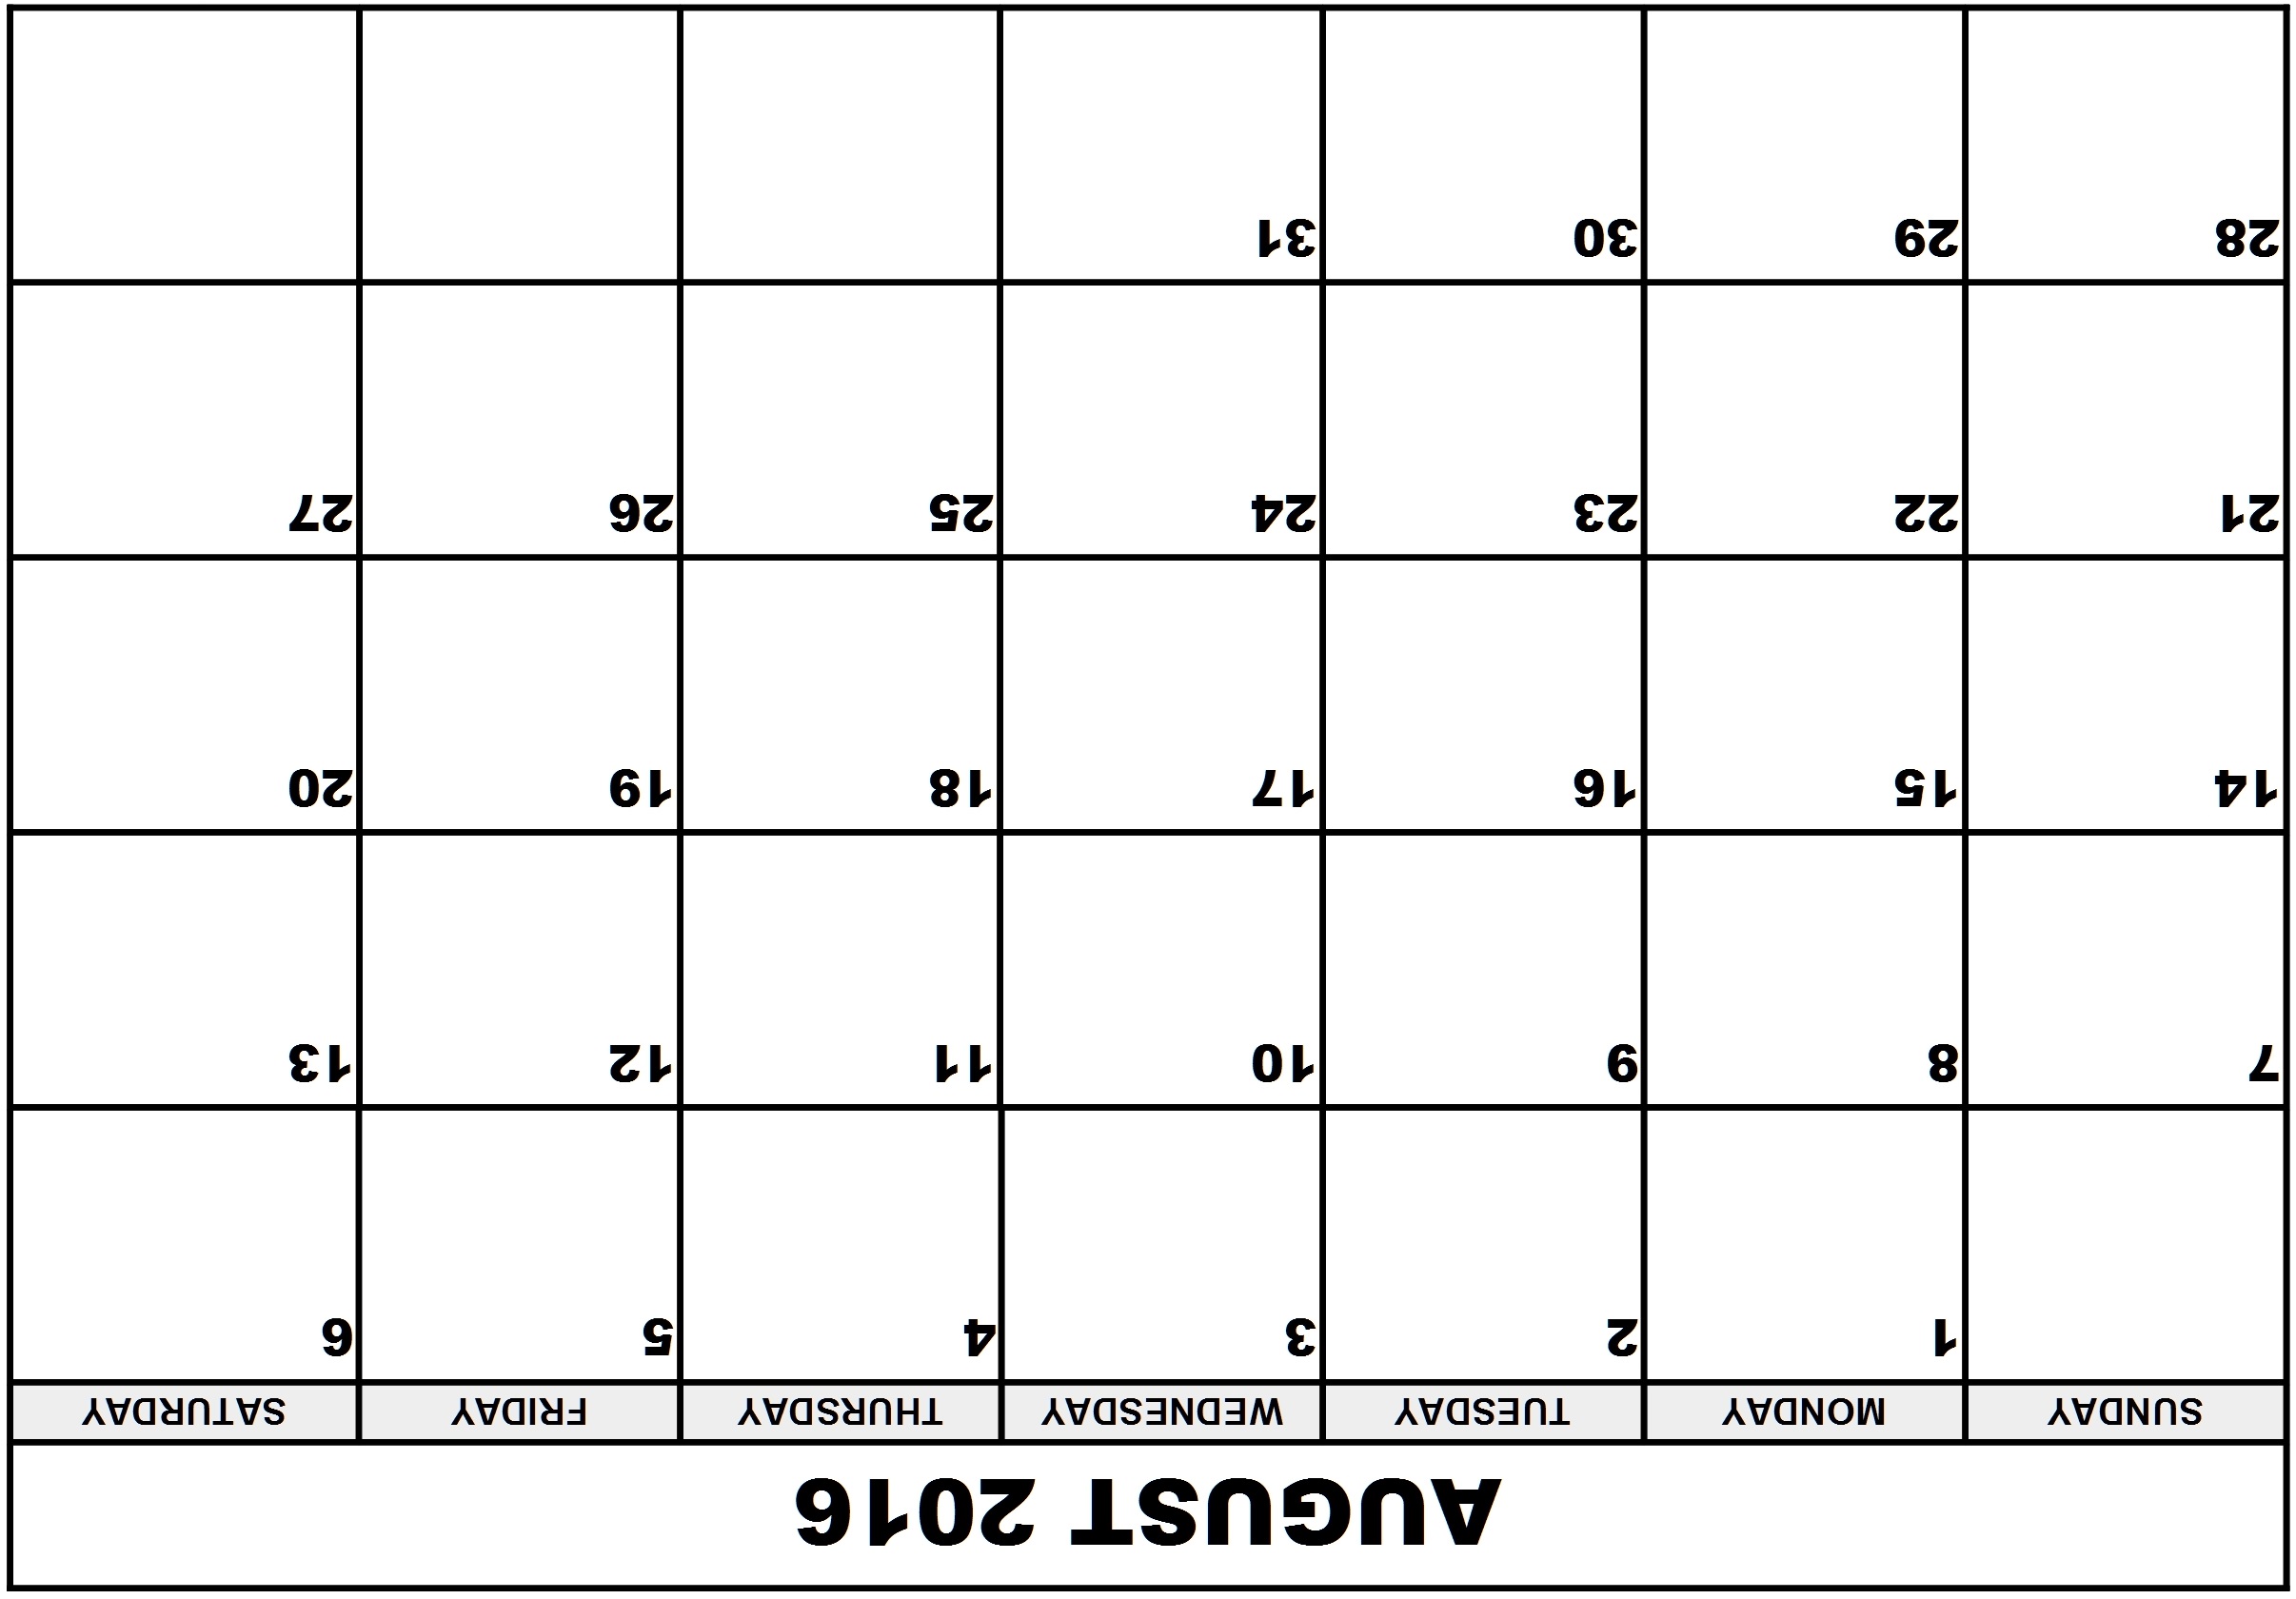 AUGUST 2016
SUNDAY MONDAY TUESDAY WEDNESDAY THURSDAY FRIDAY SATURDAY
1 2 3 4 5 6
7 8 9 10 11 12 13
14 15 16 17 18 19 20
21 22 23 24 25 26 27
28 29 30 31